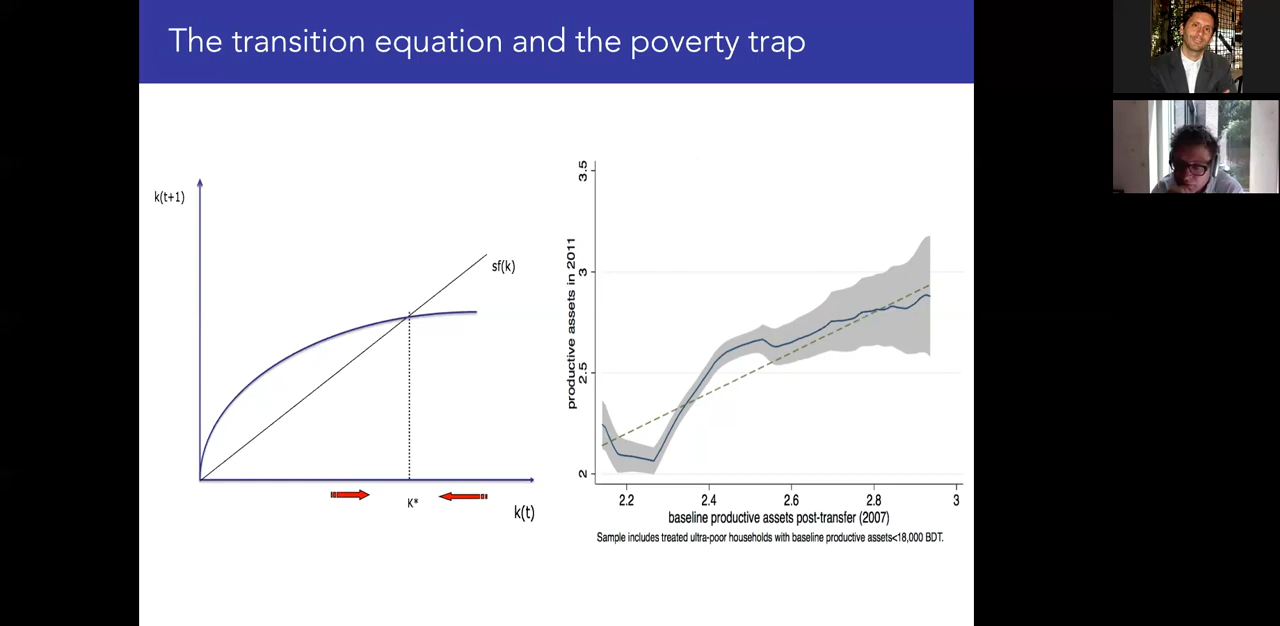 The transition equation and the poverty trap
k(t+1)
sf(k)
K*
k(t)
productive assets in 2011
3.5
3
2.5
2
2.2
2.4
2.6
2.8
3
baseline productive assets post-transfer (2007)
Sample includes treated ultra-poor households with baseline productive assets<18,000 BDT.